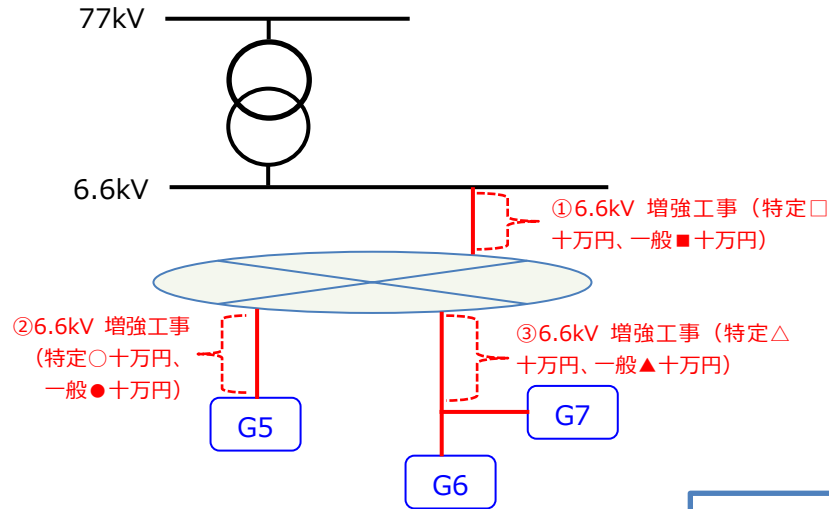 77kV
6.6kV
①6.6kV 増強工事（特定□
十万円、一般■十万円）
②6.6kV 増強工事
（特定○十万円、
一般●十万円）
③6.6kV 増強工事（特定△
十万円、一般▲十万円）
G5
G7
G6